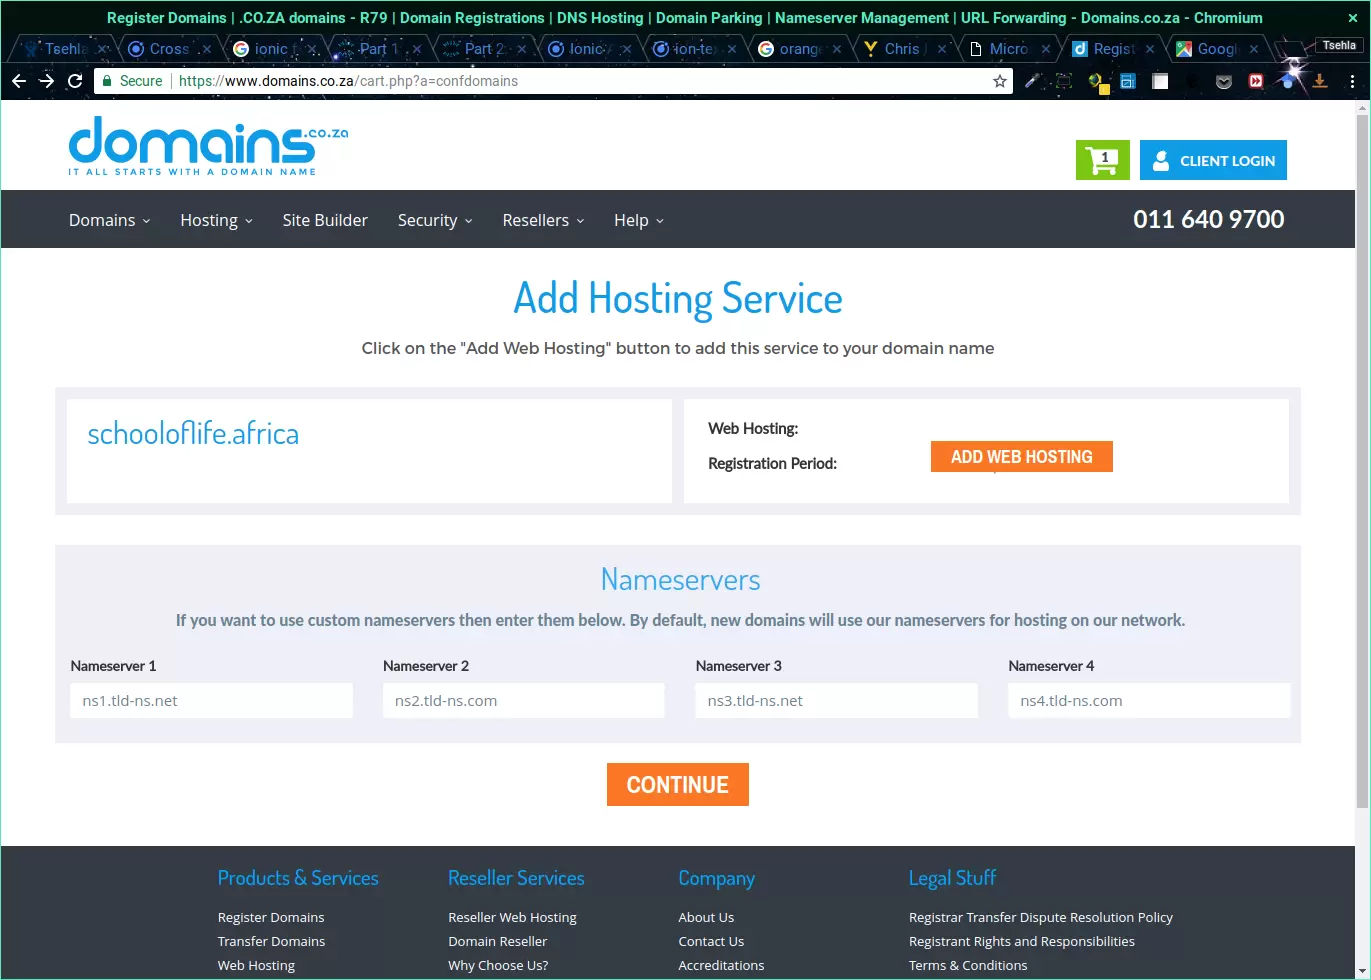 Register Domains | .CO.ZA domains - R79 | Domain Registrations | DNS Hosting | Domain Parking | Nameserver Management | URL Forwarding - Domains.co.za - Chromium
Tsehla Cross ionic Part 1 Part 2 Ionic ion-te orange Chris Micro Regist Googl Tsehla
Secure https://www.domains.co.za/cart.php?a=confdomains
domains.co.za
IT ALL STARTS WITH A DOMAIN NAME
1
CLIENT LOGIN
Domains Hosting Site Builder Security Resellers Help 011 640 9700
Add Hosting Service
Click on the "Add Web Hosting" button to add this service to your domain name
schooloflife.africa
Web Hosting:
Registration Period:
ADD WEB HOSTING
Nameservers
If you want to use custom nameservers then enter them below. By default, new domains will use our nameservers for hosting on our network.
Nameserver 1 Nameserver 2 Nameserver 3 Nameserver 4
ns1.tld-ns.net ns2.tld-ns.com ns3.tld-ns.net ns4.tld-ns.com
CONTINUE
Products & Services Reseller Services Company Legal Stuff
Register Domains Reseller Web Hosting About Us Registrar Transfer Dispute Resolution Policy
Transfer Domains Domain Reseller Contact Us Registrant Rights and Responsibilities
Web Hosting Why Choose Us? Accreditations Terms & Conditions